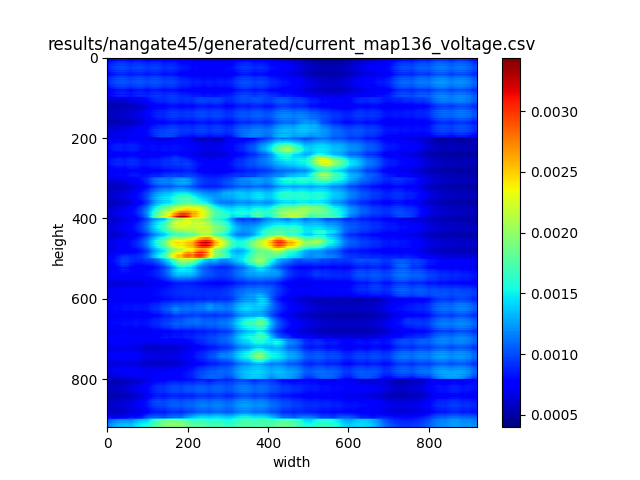 results/nangate45/generated/current_map136_voltage.csv
0
200
400
600
800
height
0 200 400 600 800
width
0.0030
0.0025
0.0020
0.0015
0.0010
0.0005